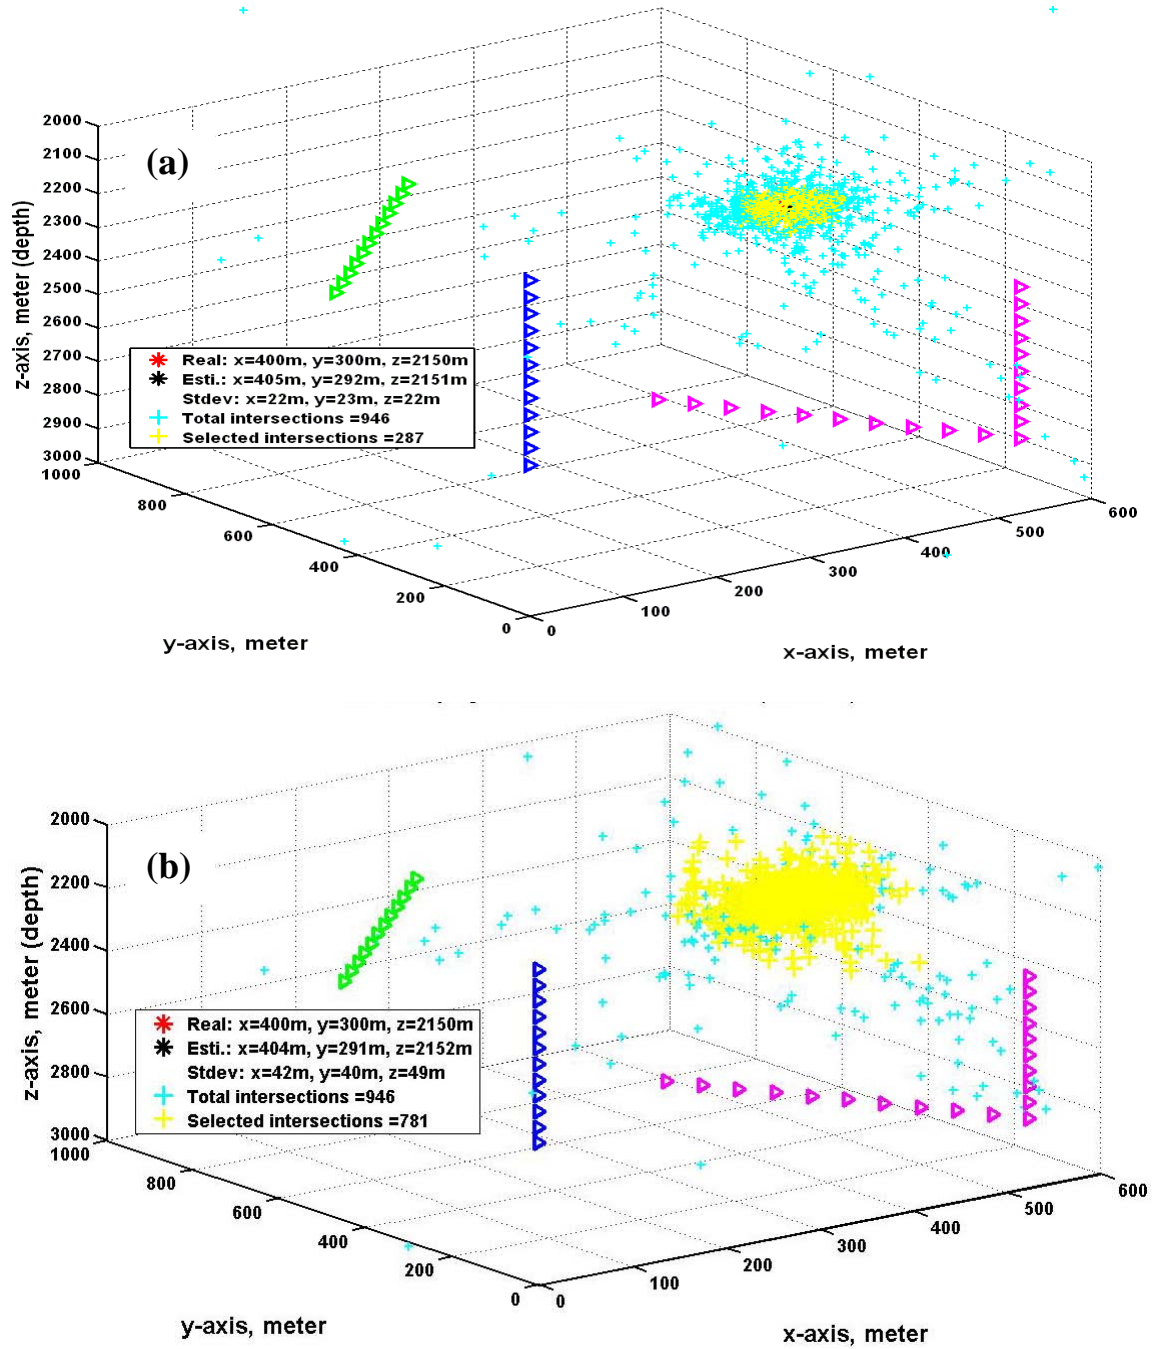 (a)
2000
2100
2200
2300
2400
2500
2600
2700
2800
2900
3000
z-axis, meter (depth)
Real: x=400m, y=300m, z=2150m
Esti.: x=405m, y=292m, z=2151m
Stdev: x=22m, y=23m, z=22m
Total intersections =946
Selected intersections =287
1000
800
600
400
200
0
y-axis, meter
0
100
200
300
400
500
600
x-axis, meter
(b)
2000
2200
2400
2600
2800
3000
z-axis, meter (depth)
Real: x=400m, y=300m, z=2150m
Esti.: x=404m, y=291m, z=2152m
Stdev: x=42m, y=40m, z=49m
Total intersections =946
Selected intersections =781
1000
800
600
400
200
0
y-axis, meter
0
100
200
300
400
500
600
x-axis, meter